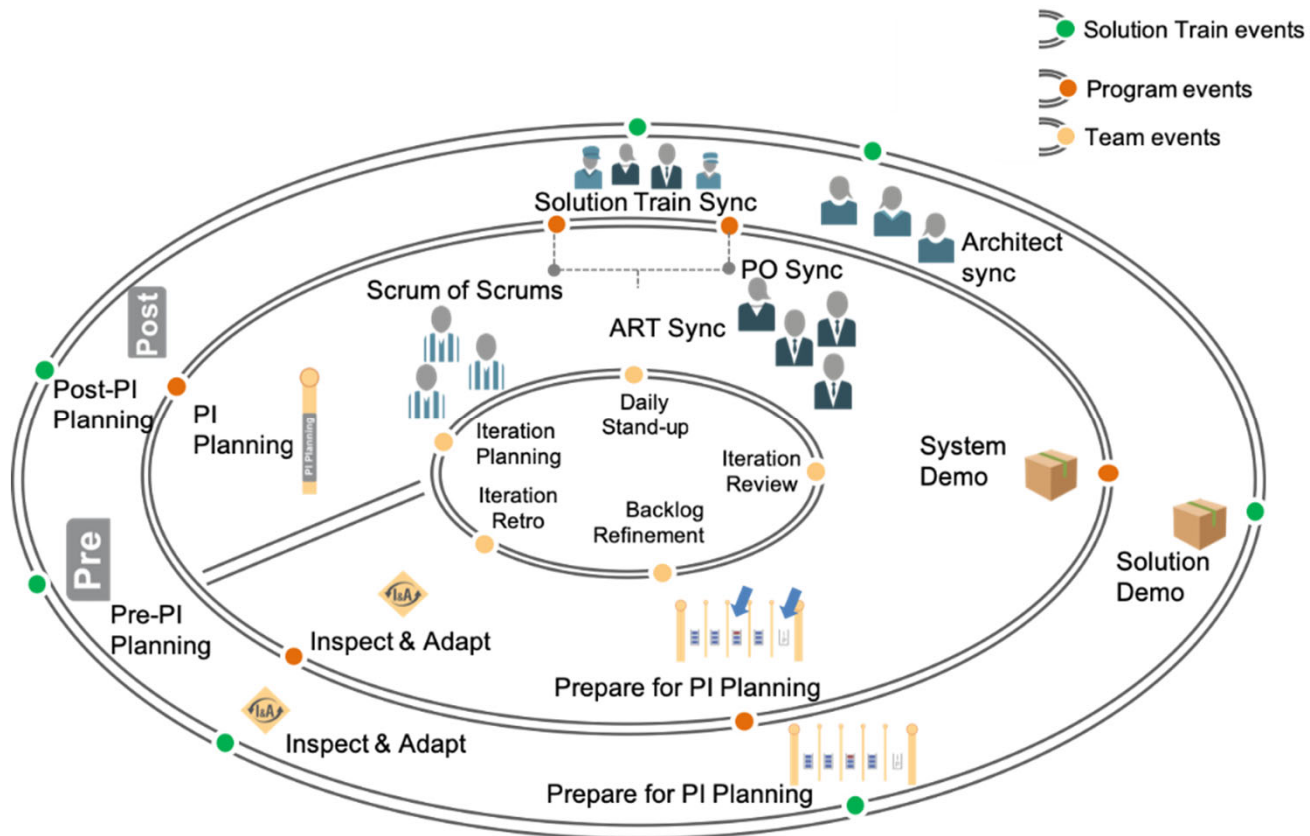 Solution Train events
Program events
Team events
Solution Train Sync
Architect
sync
PO Sync
Scrum of Scrums
ART Sync
Post
Post-PI
Planning
PI
Planning
PI Planning
Daily
Stand-up
Iteration
Planning
Iteration
Review
Iteration
Retro
Backlog
Refinement
System
Demo
Solution
Demo
Pre
Pre-PI
Planning
I&A
Inspect & Adapt
Prepare for PI Planning
I&A
Inspect & Adapt
Prepare for PI Planning